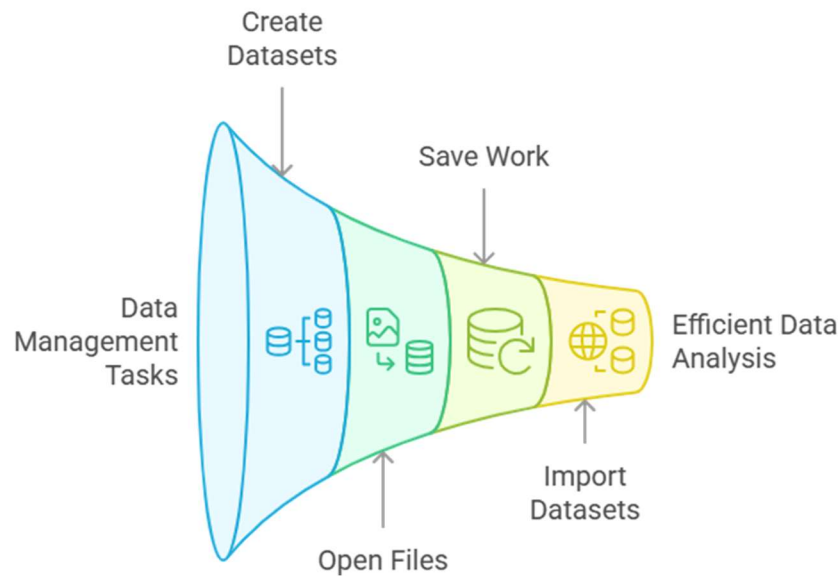 Create
Datasets
Save Work
Data
Management
Tasks
Efficient Data
Analysis
Import
Datasets
Open Files